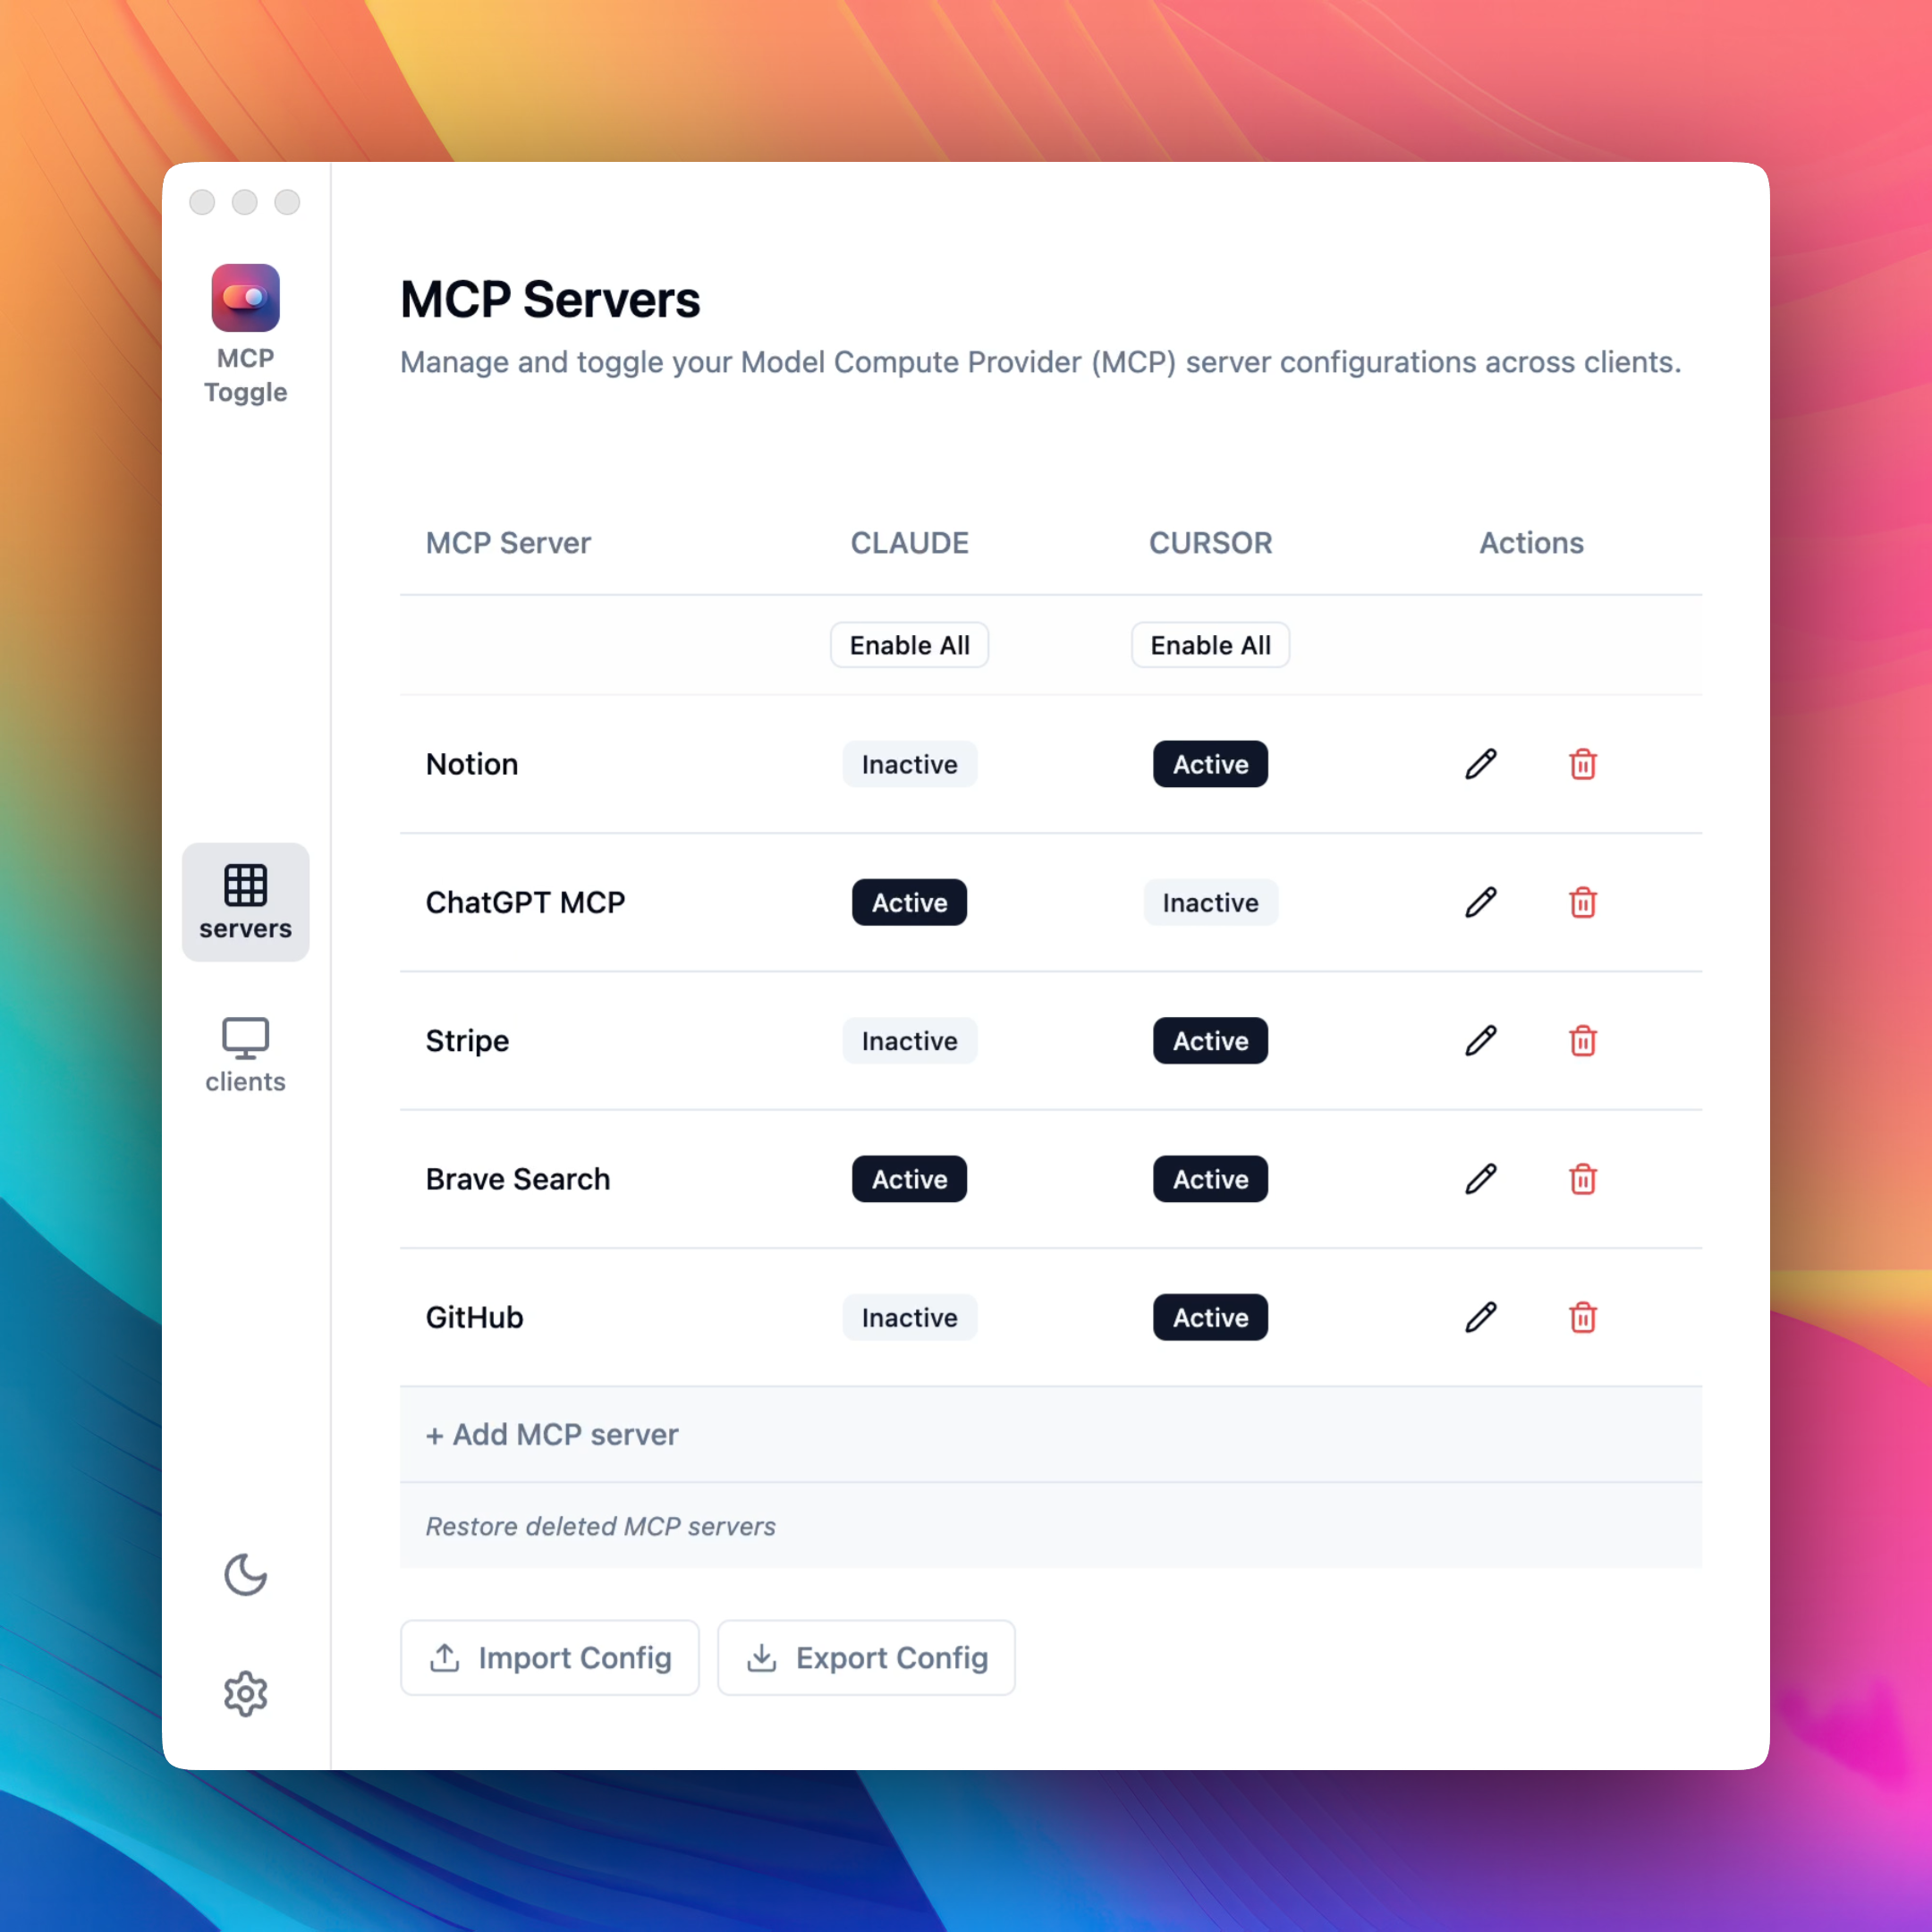 MCP
Toggle
servers
clients
MCP Servers
Manage and toggle your Model Compute Provider (MCP) server configurations across clients.
MCP Server CLAUDE CURSOR Actions
Enable All Enable All
Notion Inactive Active
ChatGPT MCP Active Inactive
Stripe Inactive Active
Brave Search Active Active
GitHub Inactive Active
+ Add MCP server
Restore deleted MCP servers
Import Config Export Config